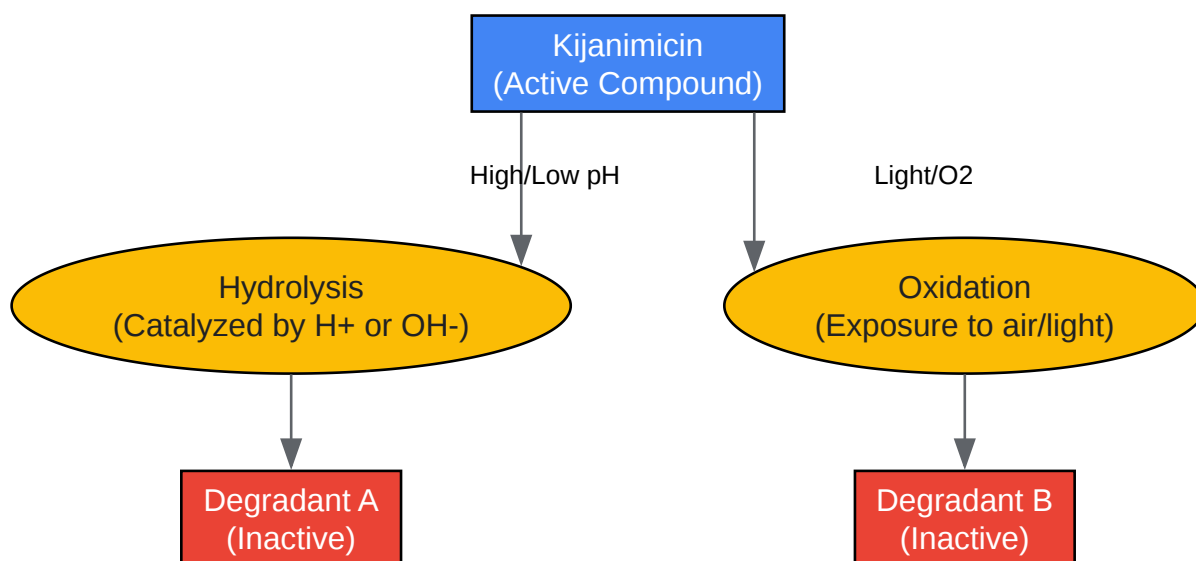 Kijanimicin
(Active Compound)
High/Low pH
Light/O2
Hydrolysis
(Catalyzed by H+ or OH-)
Oxidation
(Exposure to air/light)
Degradant A
(Inactive)
Degradant B
(Inactive)